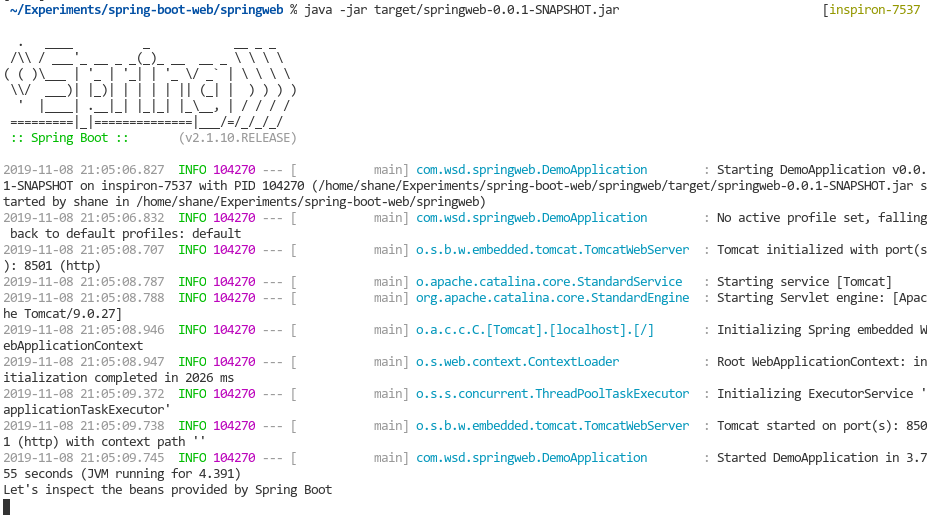 ~/Experiments/spring-boot-web/springweb % java -jar target/springweb-0.0.1-SNAPSHOT.jar [inspiron-7537
  .   ____          _            __ _ _
 /\\ / ___'_ __ _ _(_)_ __  __ _ \ \ \ \
( ( )\___ | '_ | '_| | '_ \/ _` | \ \ \ \
 \\/  ___)| |_)| | | | | || (_| |  ) ) ) )
  '  |____| .__|_| |_|_| |_\__, | / / / /
 =========|_|==============|___/=/_/_/_/
 :: Spring Boot ::       (v2.1.10.RELEASE)
2019-11-08 21:05:06.827  INFO 104270 --- [           main] com.wsd.springweb.DemoApplication        : Starting DemoApplication v0.0.
1-SNAPSHOT on inspiron-7537 with PID 104270 (/home/shane/Experiments/spring-boot-web/springweb/target/springweb-0.0.1-SNAPSHOT.jar s
tarted by shane in /home/shane/Experiments/spring-boot-web/springweb)
2019-11-08 21:05:06.832  INFO 104270 --- [           main] com.wsd.springweb.DemoApplication        : No active profile set, falling
 back to default profiles: default
2019-11-08 21:05:08.707  INFO 104270 --- [           main] o.s.b.w.embedded.tomcat.TomcatWebServer  : Tomcat initialized with port(s
): 8501 (http)
2019-11-08 21:05:08.787  INFO 104270 --- [           main] o.apache.catalina.core.StandardService   : Starting service [Tomcat]
2019-11-08 21:05:08.788  INFO 104270 --- [           main] org.apache.catalina.core.StandardEngine  : Starting Servlet engine: [Apac
he Tomcat/9.0.27]
2019-11-08 21:05:08.946  INFO 104270 --- [           main] o.a.c.c.C.[Tomcat].[localhost].[/]       : Initializing Spring embedded W
ebApplicationContext
2019-11-08 21:05:08.947  INFO 104270 --- [           main] o.s.web.context.ContextLoader            : Root WebApplicationContext: in
itialization completed in 2026 ms
2019-11-08 21:05:09.372  INFO 104270 --- [           main] o.s.s.concurrent.ThreadPoolTaskExecutor  : Initializing ExecutorService '
applicationTaskExecutor'
2019-11-08 21:05:09.738  INFO 104270 --- [           main] o.s.b.w.embedded.tomcat.TomcatWebServer  : Tomcat started on port(s): 850
1 (http) with context path ''
2019-11-08 21:05:09.745  INFO 104270 --- [           main] com.wsd.springweb.DemoApplication        : Started DemoApplication in 3.7
55 seconds (JVM running for 4.391)
Let's inspect the beans provided by Spring Boot